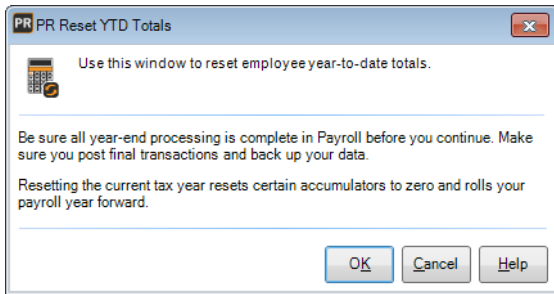 PR PR Reset YTD Totals
Use this window to reset employee year-to-date totals.
Be sure all year-end processing is complete in Payroll before you continue. Make
sure you post final transactions and back up your data.
Resetting the current tax year resets certain accumulators to zero and rolls your
payroll year forward.
OK Cancel Help